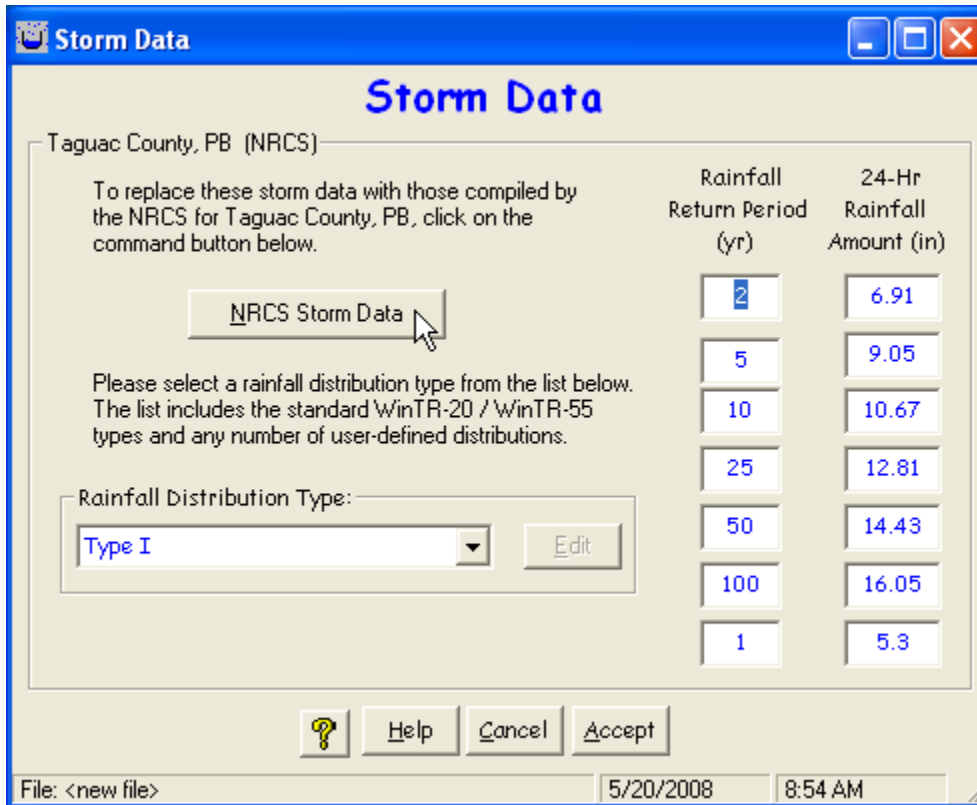 Storm Data
Storm Data
Taguac County, PB (NRCS)
To replace these storm data with those compiled by
the NRCS for Taguac County, PB, click on the
command button below.
NRCS Storm Data
Please select a rainfall distribution type from the list below.
The list includes the standard WinTR-20 / WinTR-55
types and any number of user-defined distributions.
Rainfall Distribution Type:
Type I
Edit
Rainfall
Return Period
(yr)
24-Hr
Rainfall
Amount (in)
2 6.91
5 9.05
10 10.67
25 12.81
50 14.43
100 16.05
1 5.3
? Help Cancel Accept
File: <new file> 5/20/2008 8:54 AM